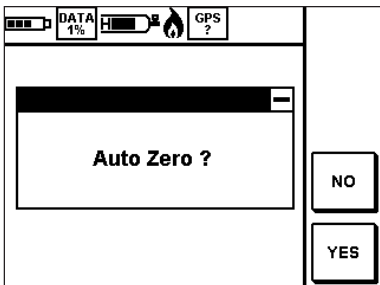 DATA
1%
H
GPS
?
Auto Zero ?
NO
YES